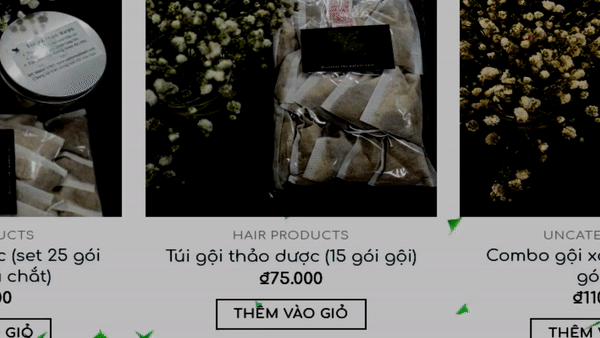 UCTS
c (set 25 gói
chắt)
00
GIỎ
HAIR PRODUCTS
Túi gội thảo dược (15 gói gội)
₫75.000
THÊM VÀO GIỎ
UNCATE
Combo gội x
gó
₫11
THÊM